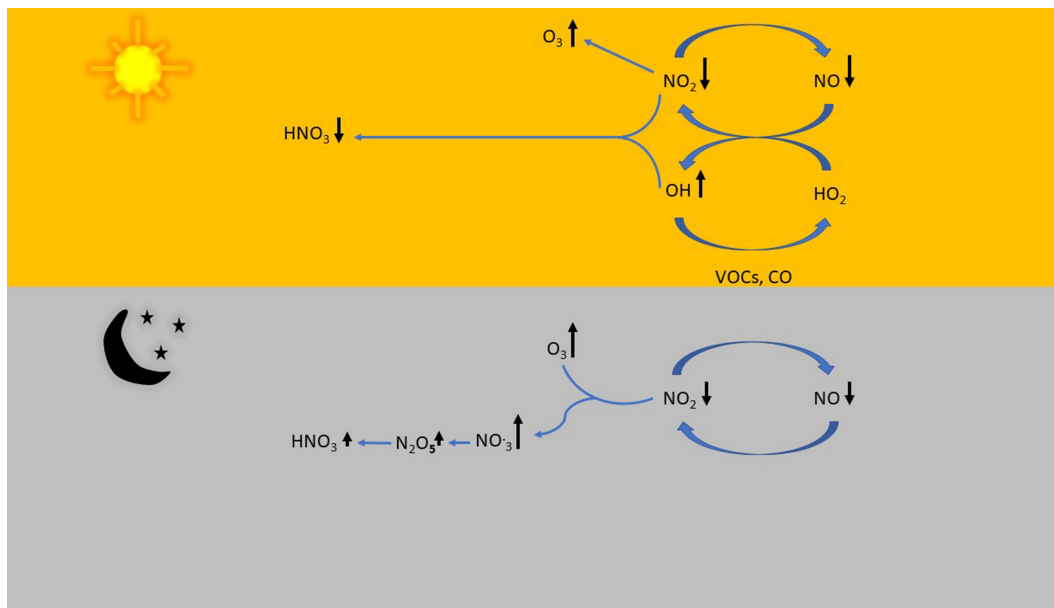 O₃
NO₂ NO
HNO₃
OH HO₂
VOCs, CO
O₃
NO₂ NO
HNO₃ N₂O₅ NO·₃